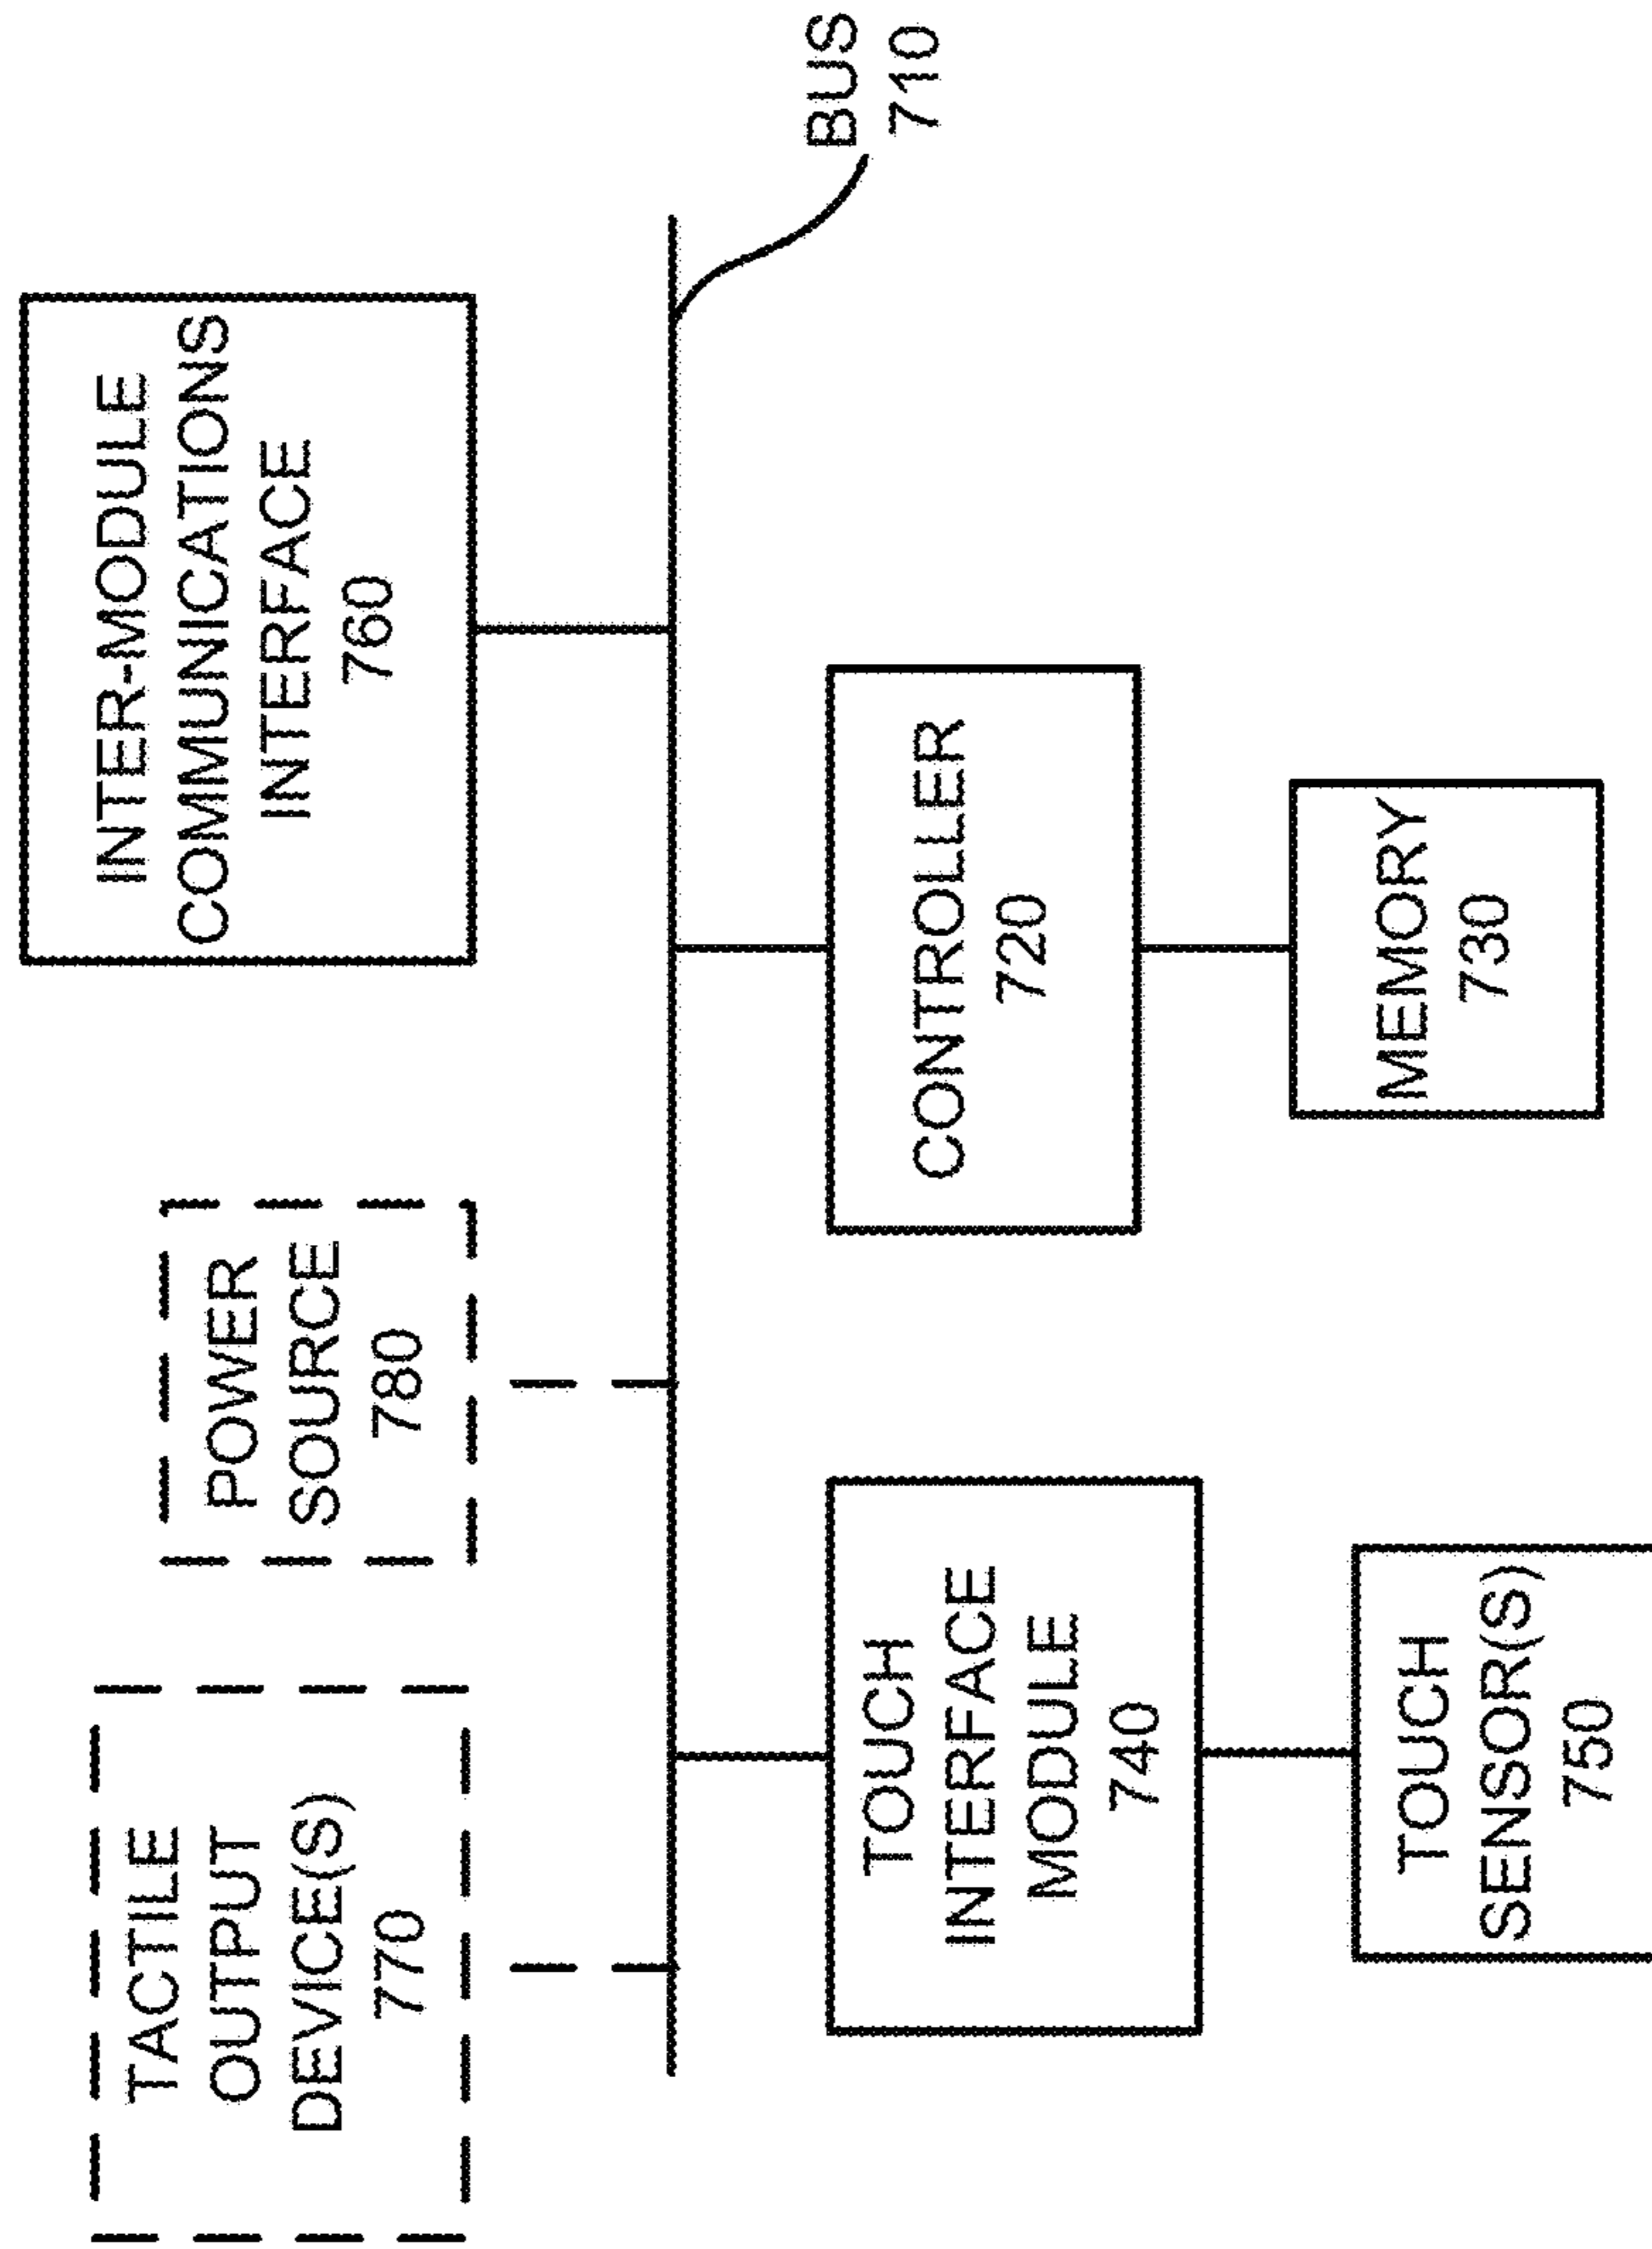 TACTILE
OUTPUT
DEVICE(S)
770
POWER
SOURCE
780
INTER-MODULE
COMMUNICATIONS
INTERFACE
760
BUS
710
TOUCH
INTERFACE
MODULE
740
CONTROLLER
720
TOUCH
SENSOR(S)
750
MEMORY
730